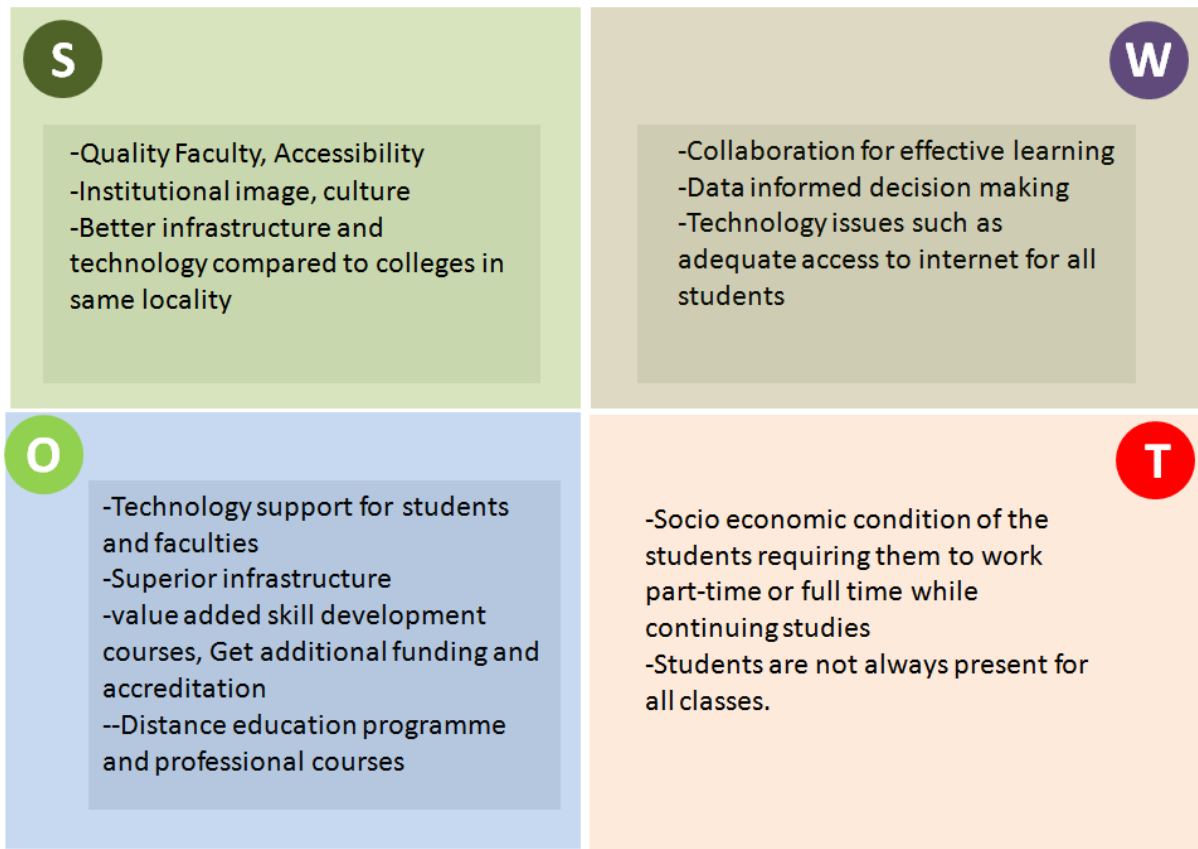 S
-Quality Faculty, Accessibility
-Institutional image, culture
-Better infrastructure and
technology compared to colleges in
same locality
W
-Collaboration for effective learning
-Data informed decision making
-Technology issues such as
adequate access to internet for all
students
O
-Technology support for students
and faculties
-Superior infrastructure
-value added skill development
courses, Get additional funding and
accreditation
--Distance education programme
and professional courses
T
-Socio economic condition of the
students requiring them to work
part-time or full time while
continuing studies
-Students are not always present for
all classes.